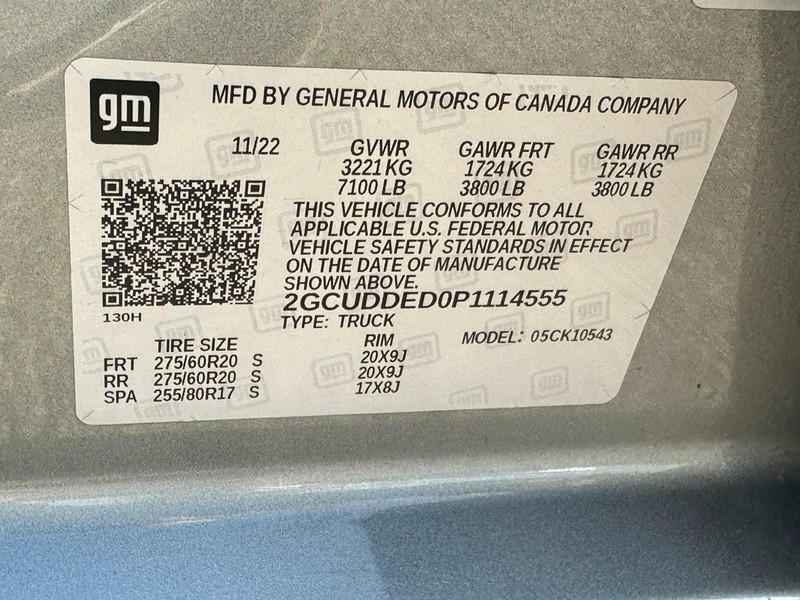 gm MFD BY GENERAL MOTORS OF CANADA COMPANY
11/22 GVWR GAWR FRT GAWR RR
3221 KG 1724 KG 1724 KG
7100 LB 3800 LB 3800 LB
THIS VEHICLE CONFORMS TO ALL
APPLICABLE U.S. FEDERAL MOTOR
VEHICLE SAFETY STANDARDS IN EFFECT
ON THE DATE OF MANUFACTURE
SHOWN ABOVE.
2GCUDDED0P1114555
130H
TYPE: TRUCK
MODEL: 05CK10543
TIRE SIZE RIM
FRT 275/60R20 S 20X9J
RR 275/60R20 S 20X9J
SPA 255/80R17 S 17X8J